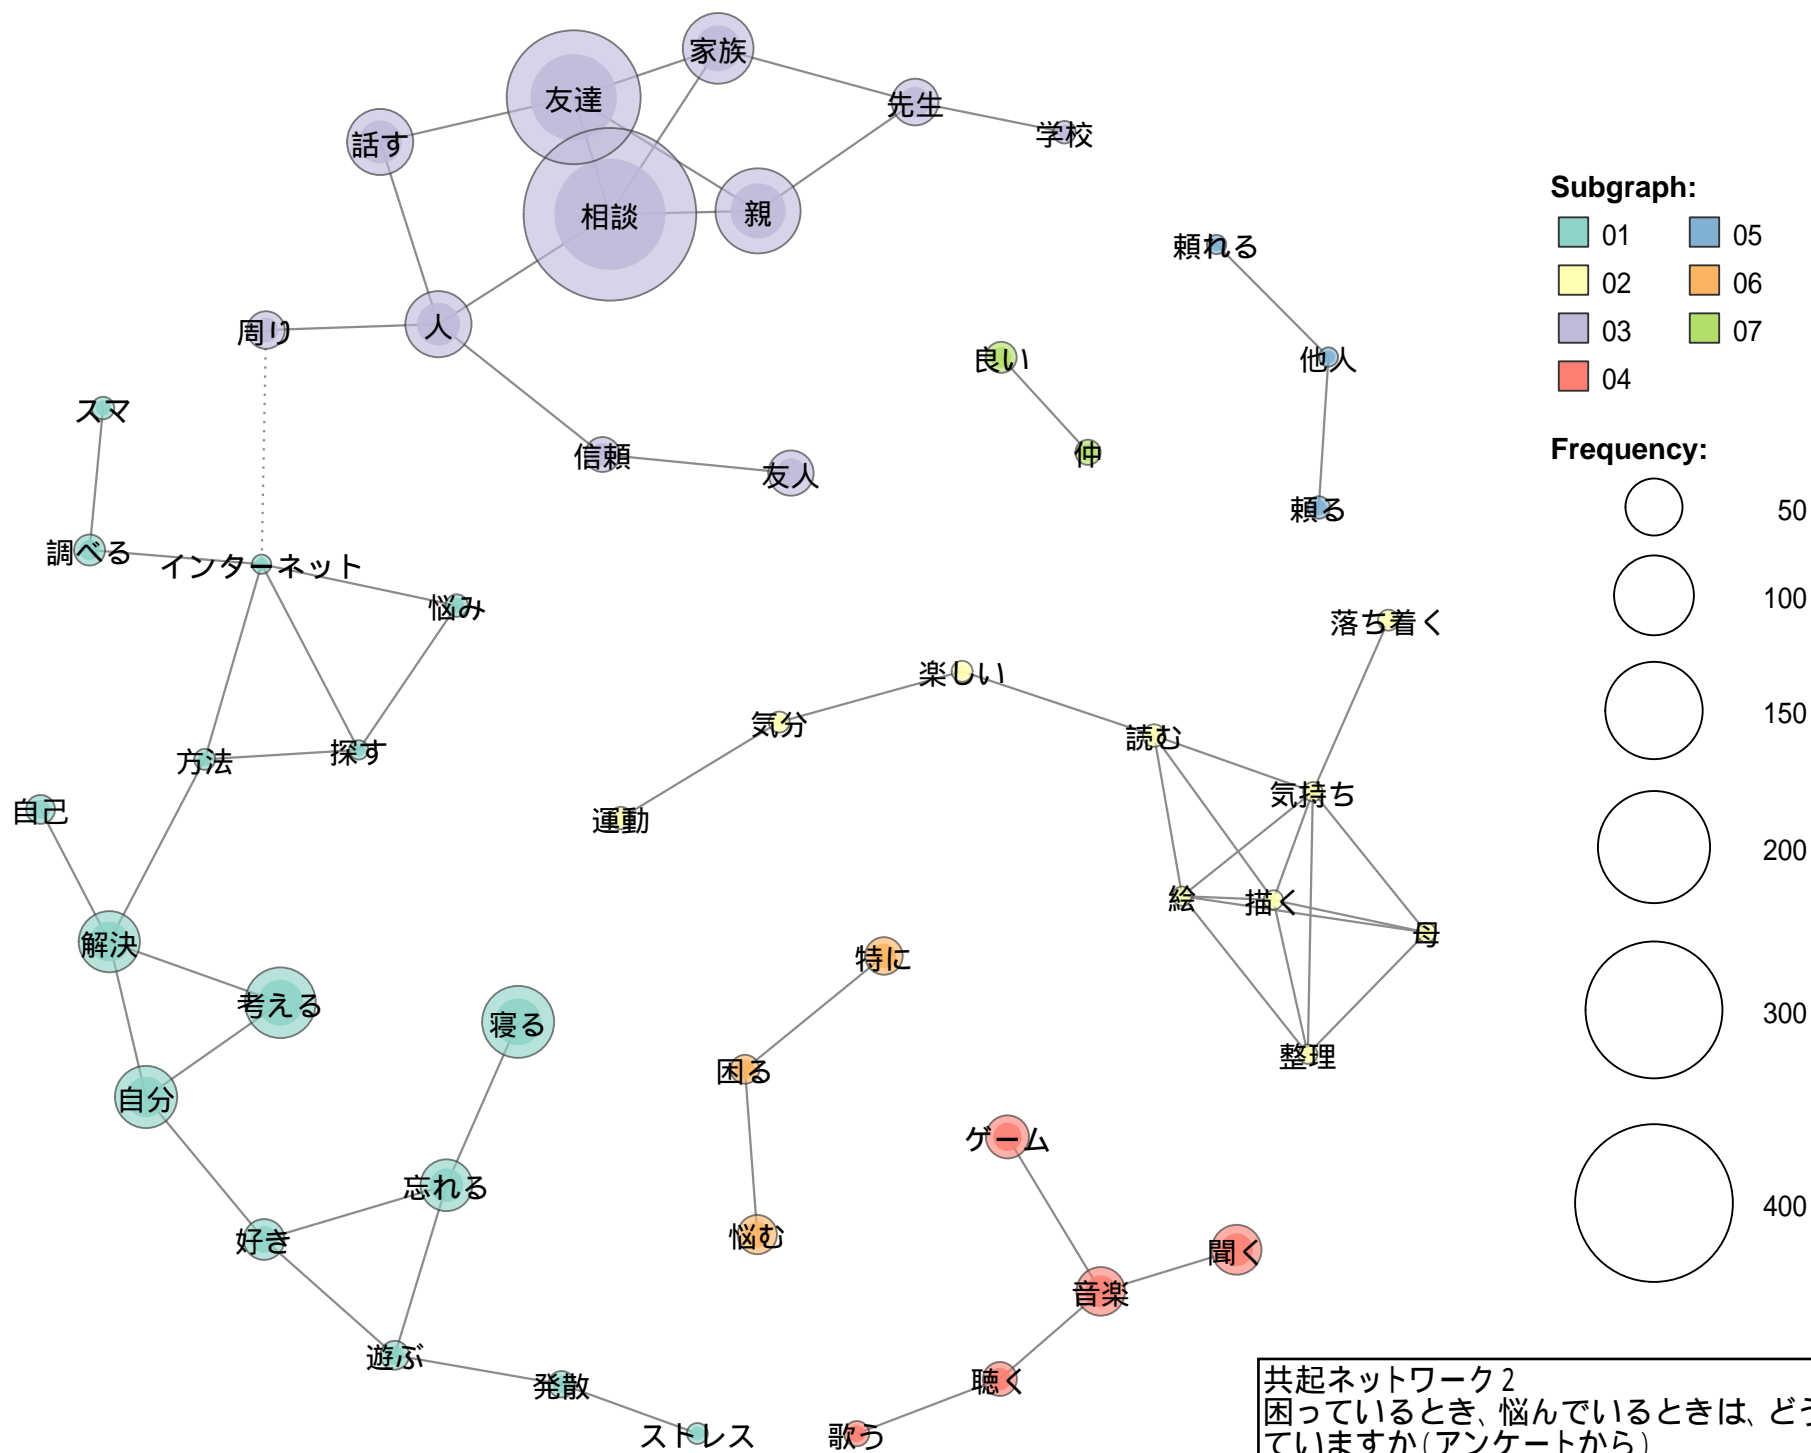 家族
友達
先生
学校
話す
相談
親
Subgraph:
01 05
02 06
03 07
04
頼れる
周り
人
良い
他人
スマ
信頼
友人
仲
頼る
Frequency:
50
100
150
200
300
400
調べる
インターネット
悩み
落ち着く
楽しい
気分
読む
方法
探す
気持ち
自己
運動
絵
描く
母
解決
特に
考える
寝る
整理
困る
自分
ゲーム
忘れる
好き
悩む
聞く
音楽
遊ぶ
発散
聴く
ストレス
歌う
共起ネットワーク2
困っているとき、悩んでいるときは、どう
ていますか(アンケートから)